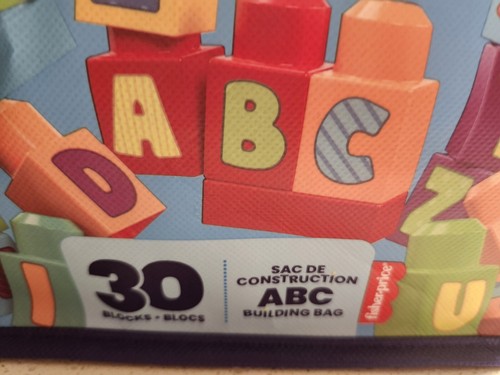 A
B
C
D
Z
I
30
BLOCKS • BLOCS
SAC DE
CONSTRUCTION
ABC
BUILDING BAG
fisher-price
U